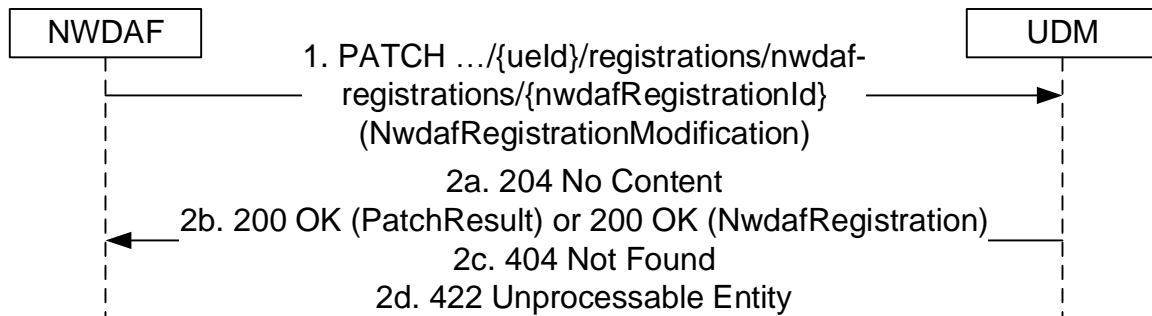 NWDAF
UDM
1. PATCH …/{ueId}/registrations/nwdaf-
registrations/{nwdafRegistrationId}
(NwdafRegistrationModification)
2a. 204 No Content
2b. 200 OK (PatchResult) or 200 OK (NwdafRegistration)
2c. 404 Not Found
2d. 422 Unprocessable Entity